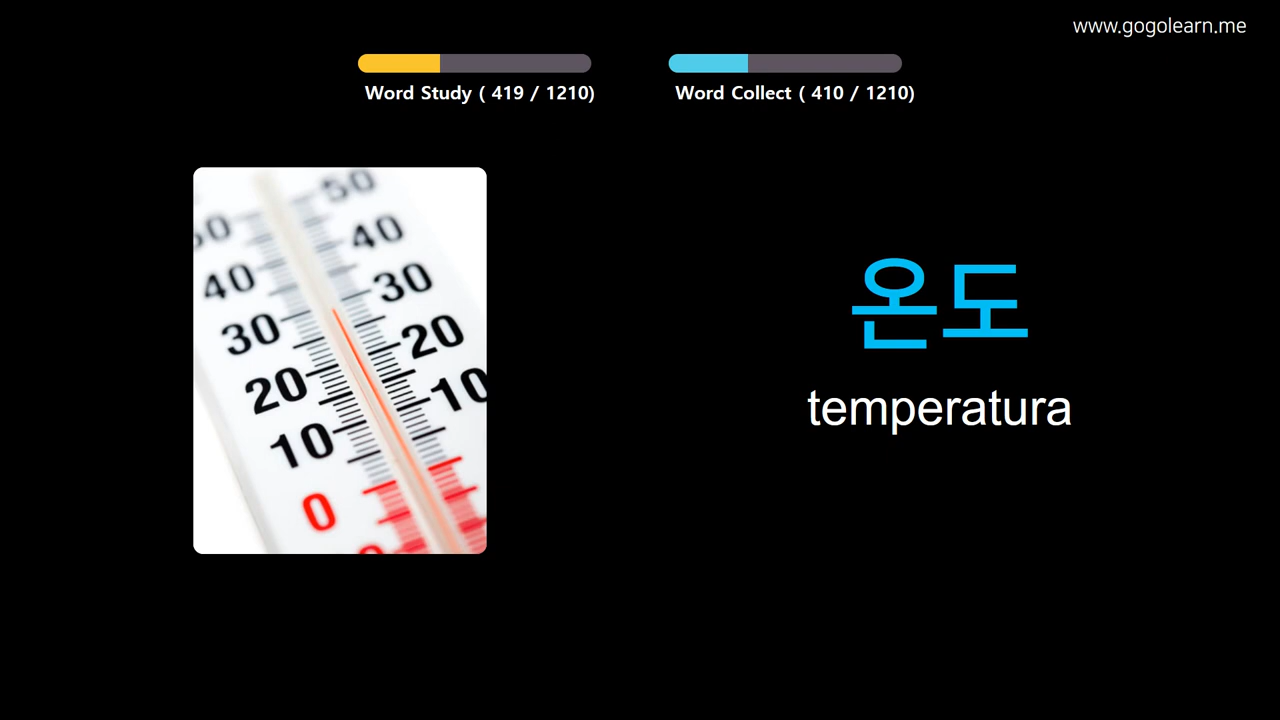 www.gogolearn.me
Word Study ( 419 / 1210)
Word Collect ( 410 / 1210)
50
50
40
40
30
30
20
20
10
10
0
온도
temperatura